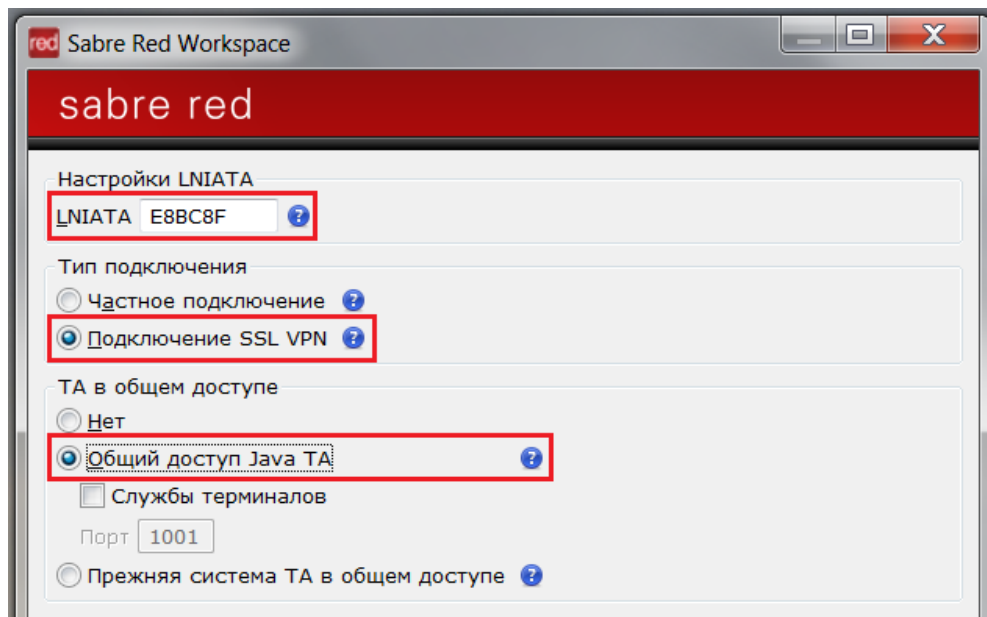 red Sabre Red Workspace
sabre red
Настройки LNIATA
LNIATA E8BC8F ?
Тип подключения
Частное подключение ?
Подключение SSL VPN ?
ТА в общем доступе
Нет
Общий доступ Java TA ?
Службы терминалов
Порт 1001
Прежняя система ТА в общем доступе ?